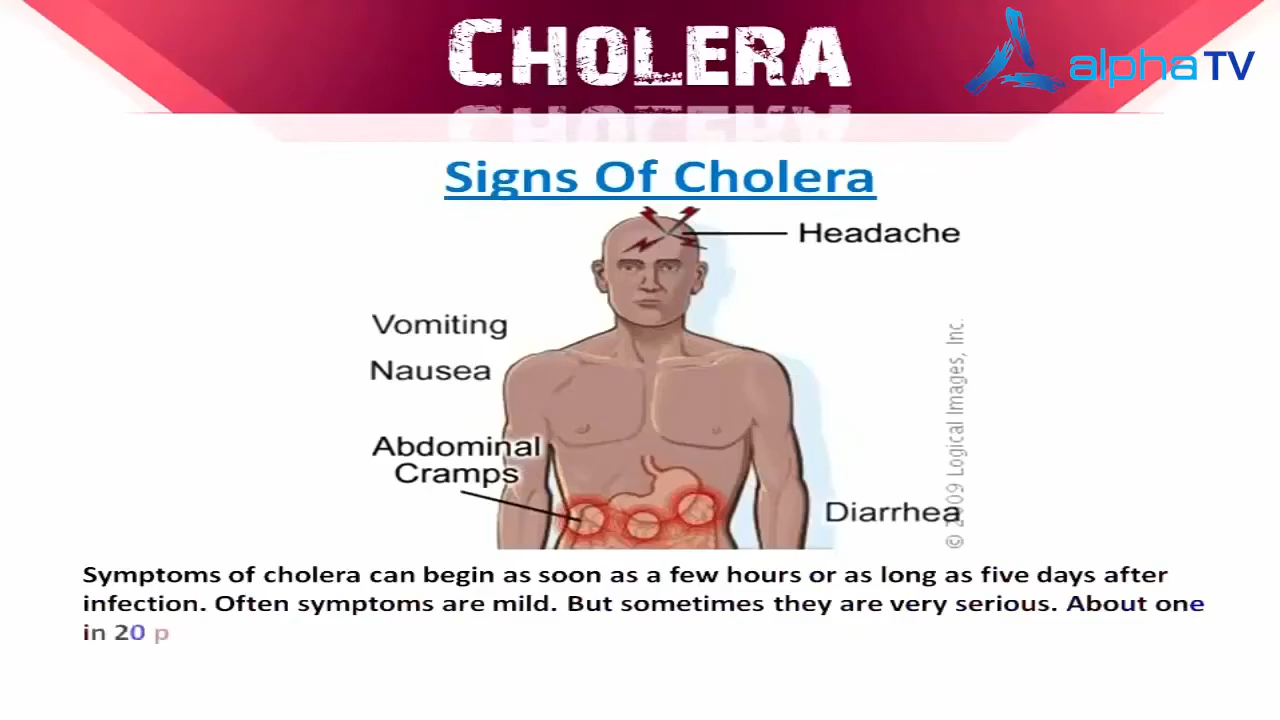 CHOLERA
alphaTV
Signs Of Cholera
Headache
Vomiting
Nausea
Abdominal
Cramps
Diarrhea
© 2009 Logical Images, Inc.
Symptoms of cholera can begin as soon as a few hours or as long as five days after
infection. Often symptoms are mild. But sometimes they are very serious. About one
in 20 p